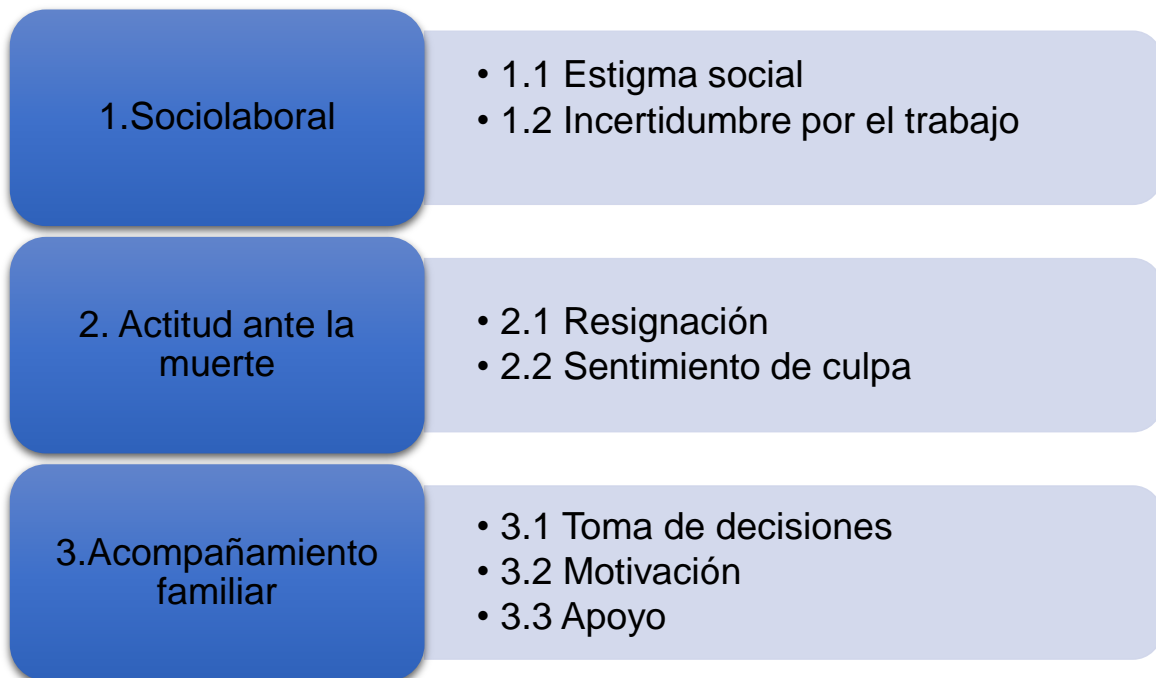 1.Sociolaboral
• 1.1 Estigma social
• 1.2 Incertidumbre por el trabajo
2. Actitud ante la
muerte
• 2.1 Resignación
• 2.2 Sentimiento de culpa
3.Acompañamiento
familiar
• 3.1 Toma de decisiones
• 3.2 Motivación
• 3.3 Apoyo